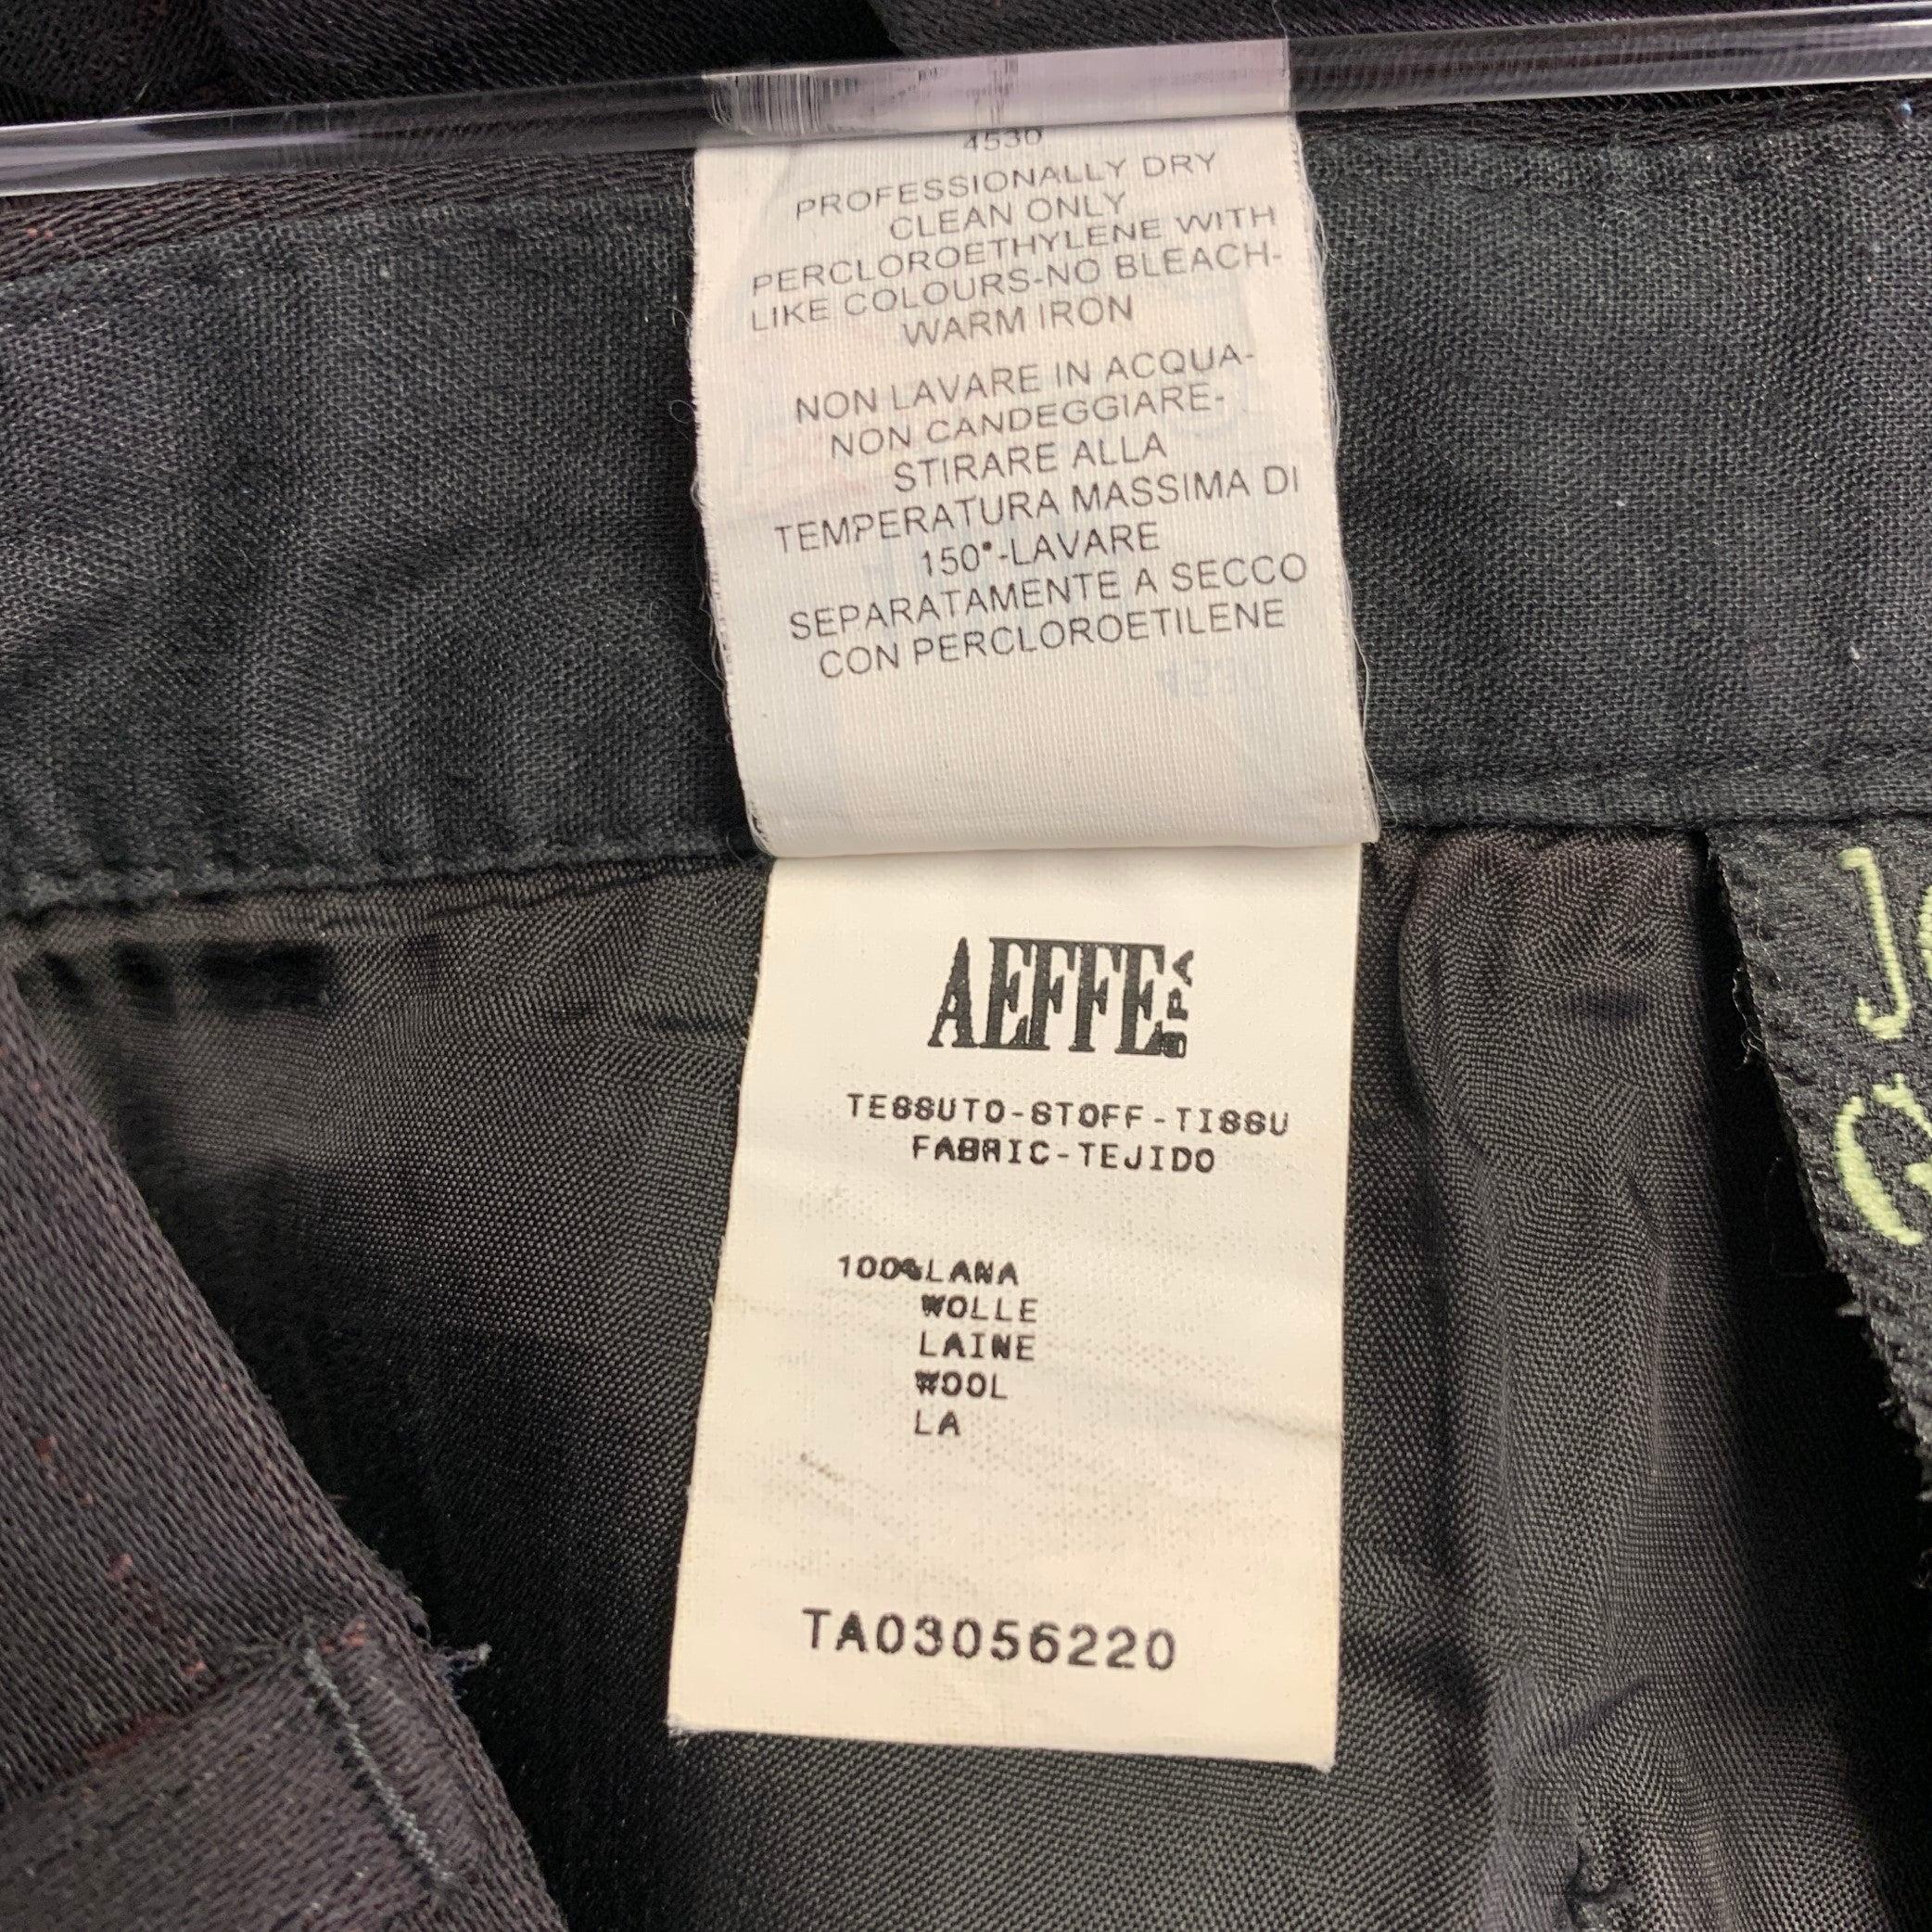 4530
PROFESSIONALLY DRY
CLEAN ONLY
PERCLOROETHYLENE WITH
LIKE COLOURS-NO BLEACH-
WARM IRON
NON LAVARE IN ACQUA-
NON CANDEGGIARE-
STIRARE ALLA
TEMPERATURA MASSIMA DI
150°-LAVARE
SEPARATAMENTE A SECCO
CON PERCLOROETILENE
AEFFE SPA
TESSUTO-STOFF-TISSU
FABRIC-TEJIDO
100%LANA
WOLLE
LAINE
WOOL
LA
TA03056220